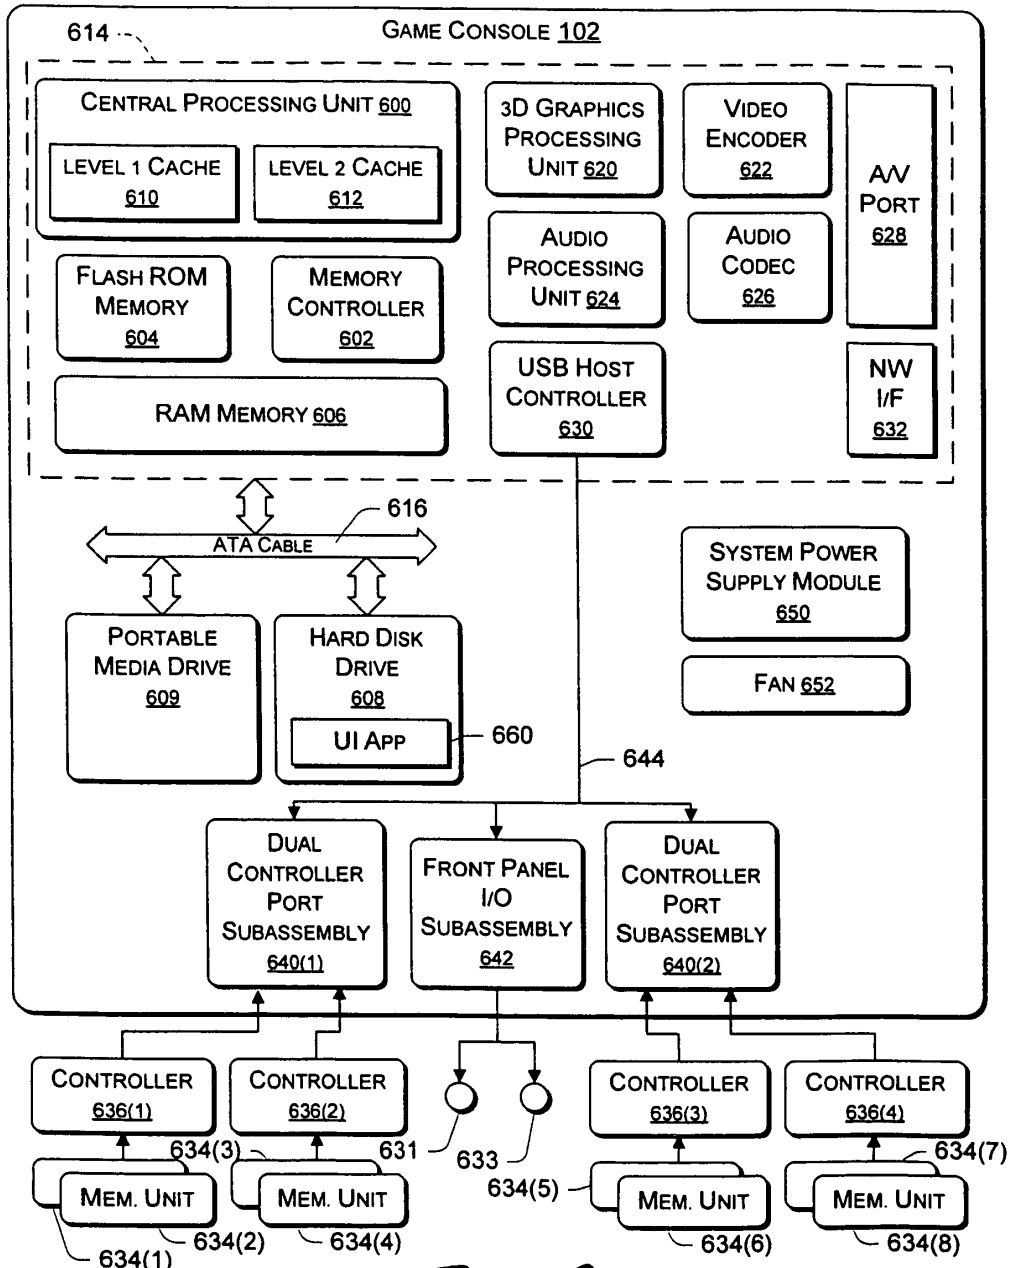 GAME CONSOLE 102
614
CENTRAL PROCESSING UNIT 600
LEVEL 1 CACHE
610
LEVEL 2 CACHE
612
3D GRAPHICS
PROCESSING
UNIT 620
VIDEO
ENCODER
622
A/V
PORT
628
FLASH ROM
MEMORY
604
MEMORY
CONTROLLER
602
AUDIO
PROCESSING
UNIT 624
AUDIO
CODEC
626
RAM MEMORY 606
USB HOST
CONTROLLER
630
NW
I/F
632
616
ATA CABLE
SYSTEM POWER
SUPPLY MODULE
650
PORTABLE
MEDIA DRIVE
609
HARD DISK
DRIVE
608
UI APP
660
FAN 652
644
DUAL
CONTROLLER
PORT
SUBASSEMBLY
640(1)
FRONT PANEL
I/O
SUBASSEMBLY
642
DUAL
CONTROLLER
PORT
SUBASSEMBLY
640(2)
CONTROLLER
636(1)
CONTROLLER
636(2)
CONTROLLER
636(3)
CONTROLLER
636(4)
634(3)
631
633
634(5)
634(7)
MEM. UNIT
MEM. UNIT
MEM. UNIT
MEM. UNIT
634(1)
634(2)
634(4)
634(6)
634(8)